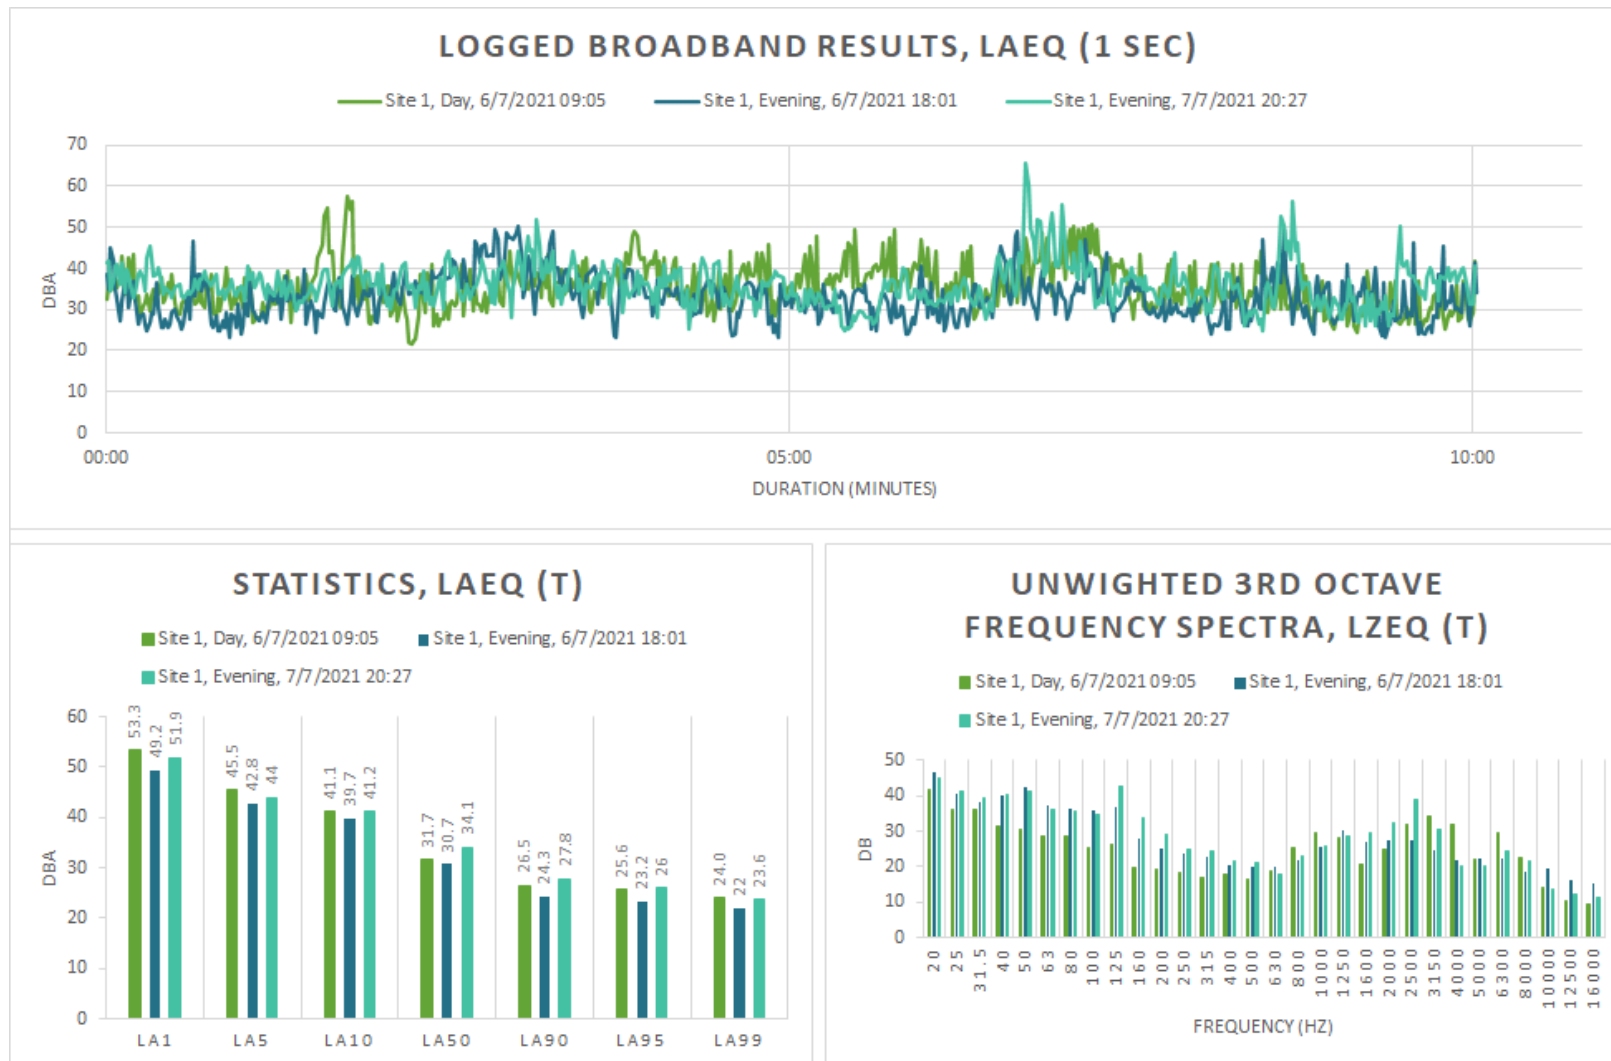 LOGGED BROADBAND RESULTS, LAEQ (1 SEC)
Site 1, Day, 6/7/2021 09:05 Site 1, Evening, 6/7/2021 18:01 Site 1, Evening, 7/7/2021 20:27
70
60
50
40
30
20
10
0
DBA
00:00 05:00 10:00
DURATION (MINUTES)
STATISTICS, LAEQ (T)
Site 1, Day, 6/7/2021 09:05 Site 1, Evening, 6/7/2021 18:01
Site 1, Evening, 7/7/2021 20:27
60
50
40
30
20
10
0
DBA
53.3 49.2 51.9
45.5 42.8 44
41.1 39.7 41.2
31.7 30.7 34.1
26.5 24.3 27.8
25.6 23.2 26
24.0 22 23.6
LA1 LA5 LA10 LA50 LA90 LA95 LA99
UNWIGHTED 3RD OCTAVE
FREQUENCY SPECTRA, LZEQ (T)
Site 1, Day, 6/7/2021 09:05 Site 1, Evening, 6/7/2021 18:01
Site 1, Evening, 7/7/2021 20:27
50
40
30
20
10
0
DB
20 25 31.5 40 50 63 80 100 125 160 200 250 315 400 500 630 800 1000 1250 1600 2000 2500 3150 4000 5000 6300 8000 10000 12500 16000
FREQUENCY (HZ)